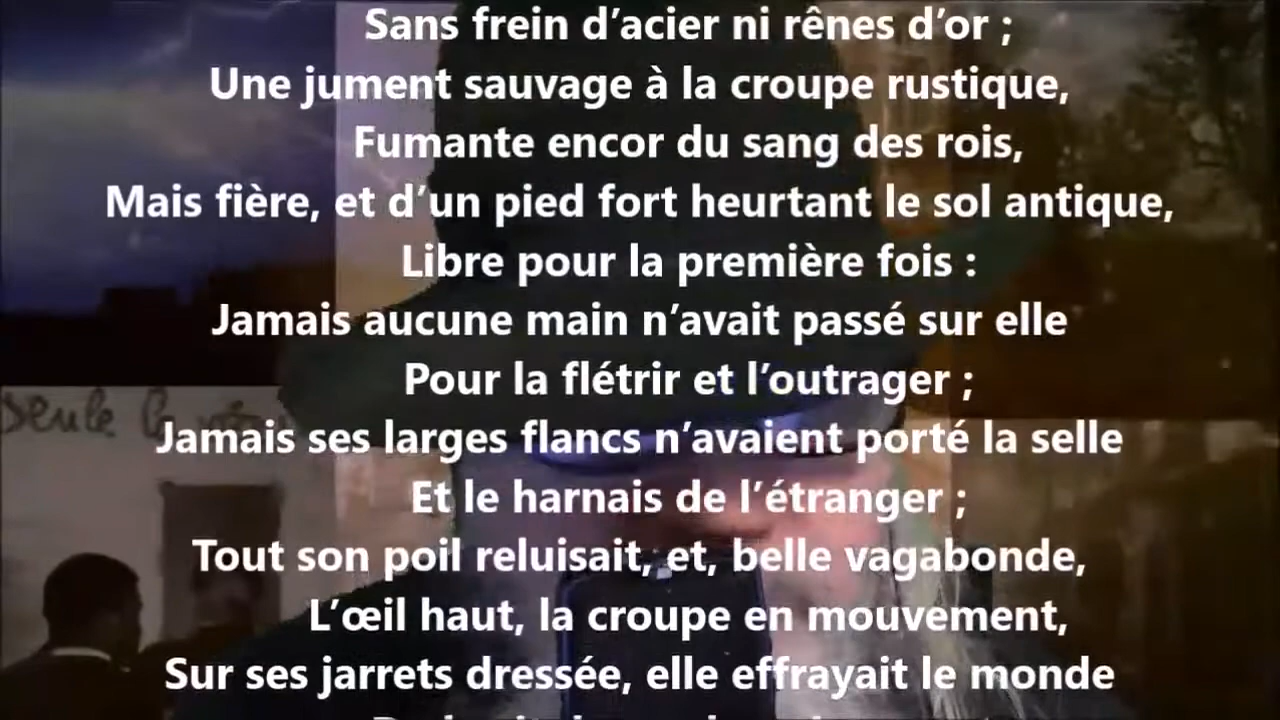 Sans frein d’acier ni rênes d’or ;
Une jument sauvage à la croupe rustique,
Fumante encor du sang des rois,
Mais fière, et d’un pied fort heurtant le sol antique,
Libre pour la première fois :
Jamais aucune main n’avait passé sur elle
Pour la flétrir et l’outrager ;
Jamais ses larges flancs n’avaient porté la selle
Et le harnais de l’étranger ;
Tout son poil reluisait, et, belle vagabonde,
L’œil haut, la croupe en mouvement,
Sur ses jarrets dressée, elle effrayait le monde
seule la